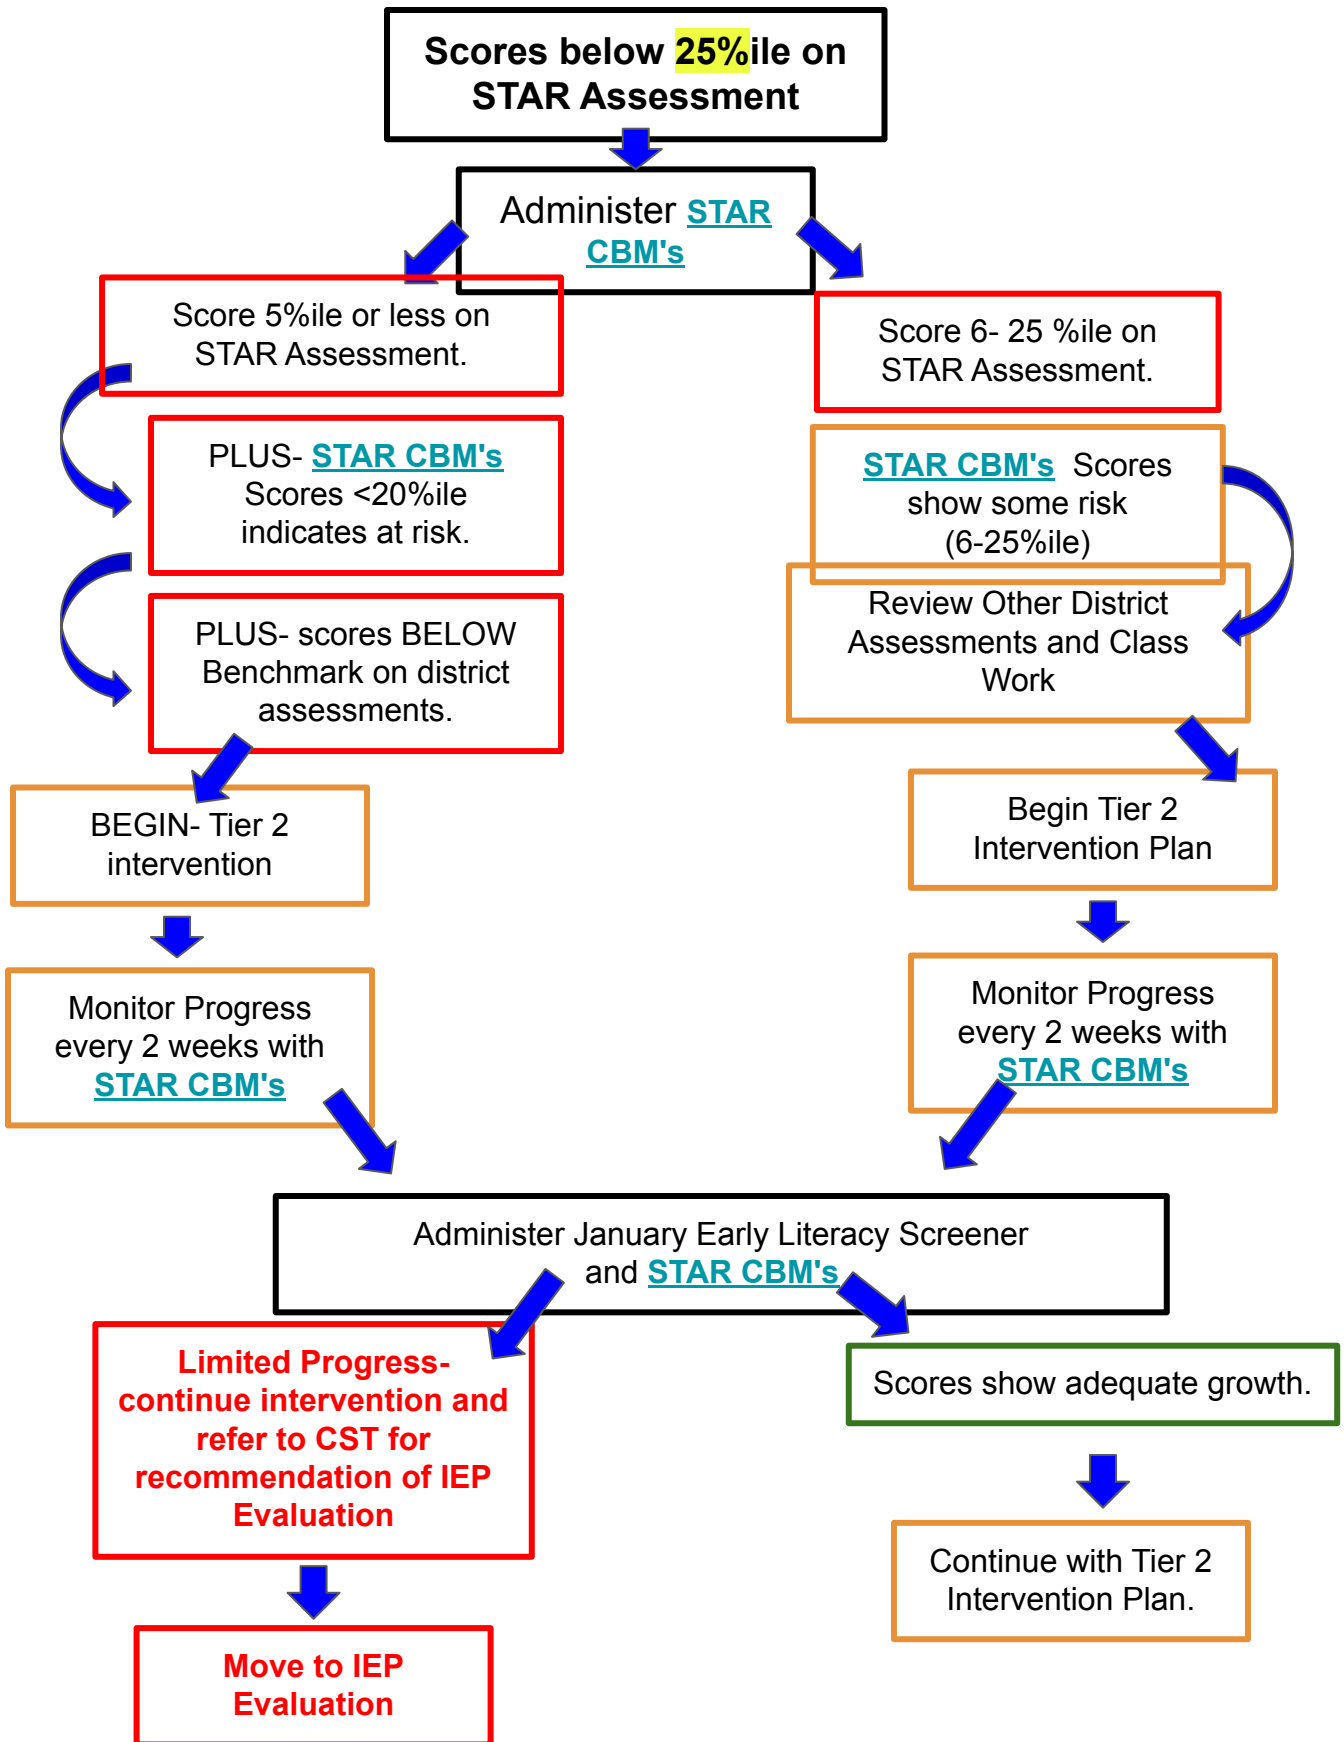 Scores below 25%ile on
STAR Assessment
Administer STAR
CBM's
Score 5%ile or less on
STAR Assessment.
Score 6- 25 %ile on
STAR Assessment.
PLUS- STAR CBM's
Scores <20%ile
indicates at risk.
STAR CBM's Scores
show some risk
(6-25%ile)
PLUS- scores BELOW
Benchmark on district
assessments.
Review Other District
Assessments and Class
Work
BEGIN- Tier 2
intervention
Begin Tier 2
Intervention Plan
Monitor Progress
every 2 weeks with
STAR CBM's
Monitor Progress
every 2 weeks with
STAR CBM's
Administer January Early Literacy Screener
and STAR CBM's
Limited Progress-
continue intervention and
refer to CST for
recommendation of IEP
Evaluation
Scores show adequate growth.
Continue with Tier 2
Intervention Plan.
Move to IEP
Evaluation